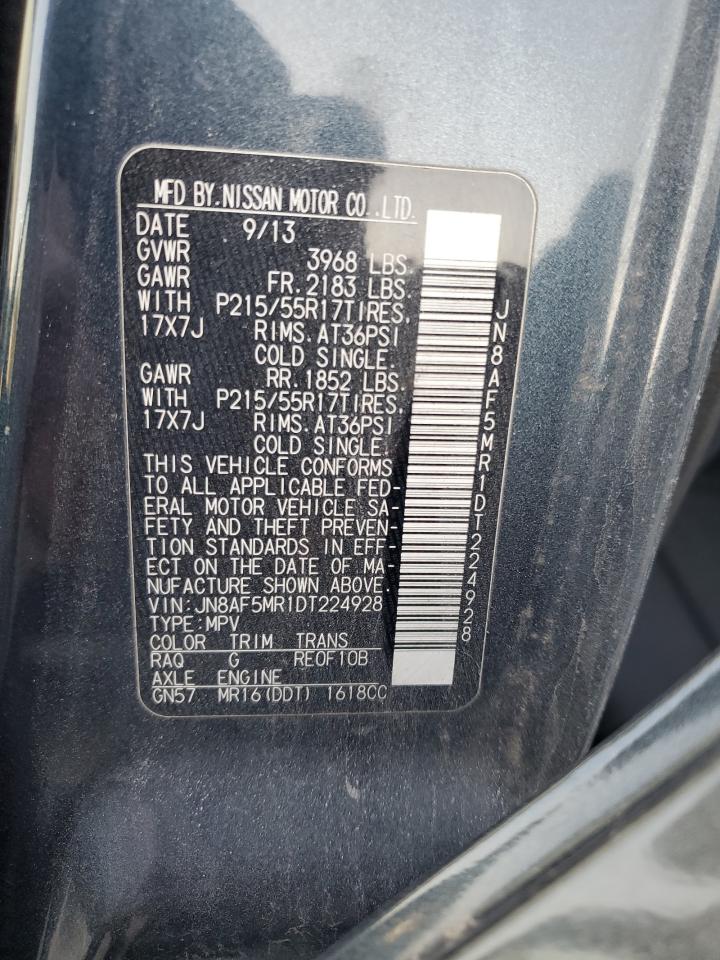 MFD BY.NISSAN MOTOR CO.,LTD.
DATE 9/13
GVWR 3968 LBS.
GAWR FR.2183 LBS.
WITH P215/55R17TIRES.
17X7J RIMS.AT36PSI
COLD SINGLE.
GAWR RR.1852 LBS.
WITH P215/55R17TIRES.
17X7J RIMS.AT36PSI
COLD SINGLE.
THIS VEHICLE CONFORMS
TO ALL APPLICABLE FED-
ERAL MOTOR VEHICLE SA-
FETY AND THEFT PREVEN-
TION STANDARDS IN EFF-
ECT ON THE DATE OF MA-
NUFACTURE SHOWN ABOVE.
VIN:JN8AF5MR1DT224928
TYPE:MPV
COLOR TRIM TRANS
RAQ G RE0F10B
AXLE ENGINE
GN57 MR16(DDT) 1618CC
JN8AF5MR1DT224928